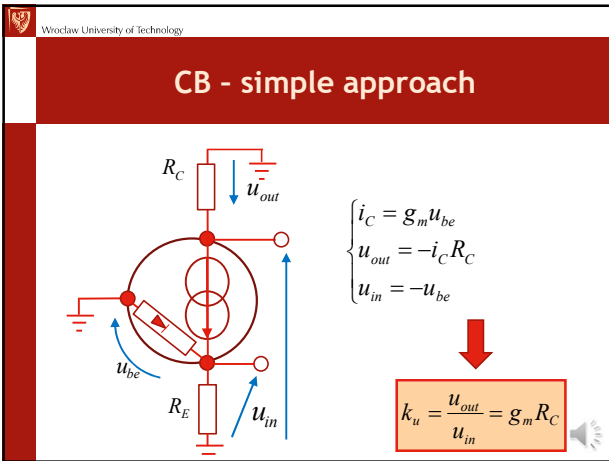 Wrocław University of Technology
CB – simple approach
R_C
u_out
i_C = g_m u_be
u_out = −i_C R_C
u_in = −u_be
u_be
R_E
u_in
k_u = u_out / u_in = g_m R_C